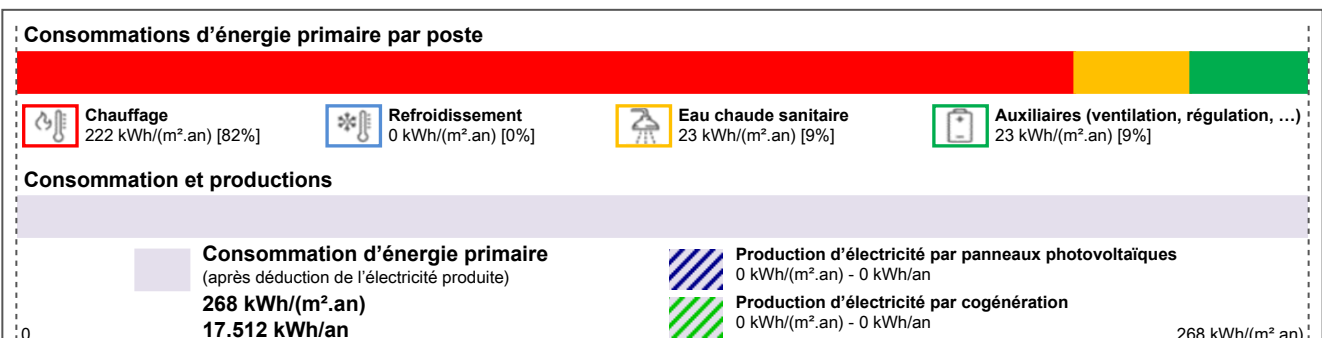 Consommations d’énergie primaire par poste
Chauffage
222 kWh/(m².an) [82%]
Refroidissement
0 kWh/(m².an) [0%]
Eau chaude sanitaire
23 kWh/(m².an) [9%]
Auxiliaires (ventilation, régulation, …)
23 kWh/(m².an) [9%]
Consommation et productions
Consommation d’énergie primaire
(après déduction de l’électricité produite)
268 kWh/(m².an)
17.512 kWh/an
Production d’électricité par panneaux photovoltaïques
0 kWh/(m².an) - 0 kWh/an
Production d’électricité par cogénération
0 kWh/(m².an) - 0 kWh/an
0
268 kWh/(m².an)